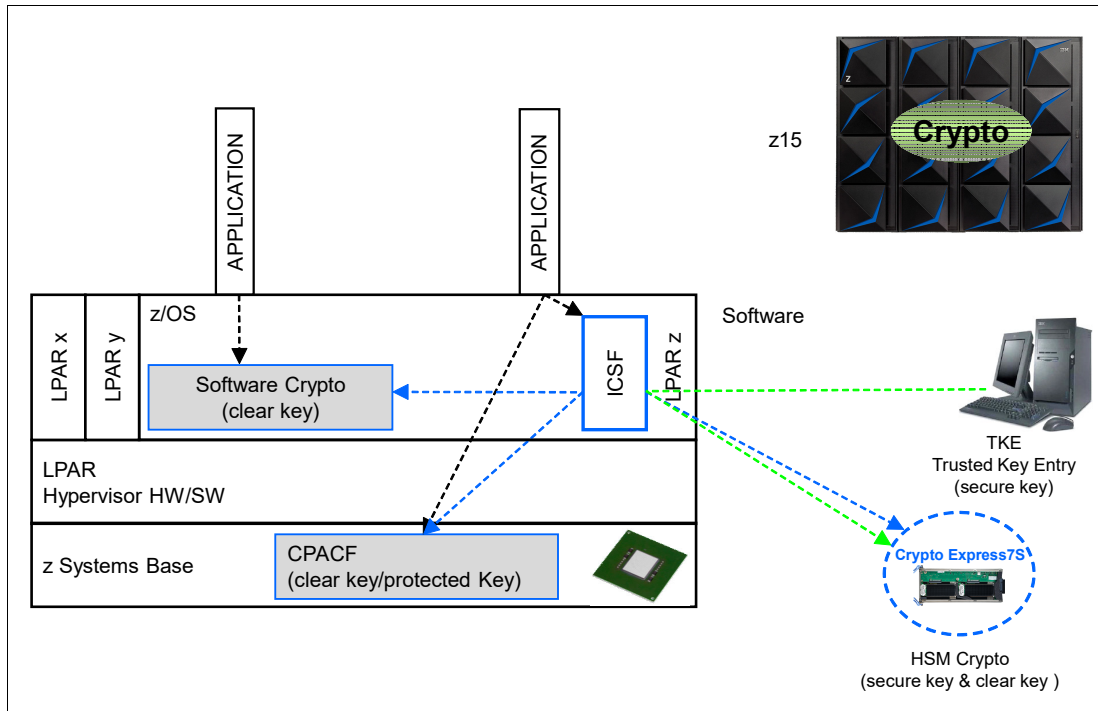 APPLICATION
APPLICATION
z15
Z
IBM
Crypto
LPAR x
LPAR y
z/OS
Software Crypto
(clear key)
ICSF
LPAR z
Software
TKE
Trusted Key Entry
(secure key)
LPAR
Hypervisor HW/SW
z Systems Base
CPACF
(clear key/protected Key)
Crypto Express7S
HSM Crypto
(secure key & clear key )